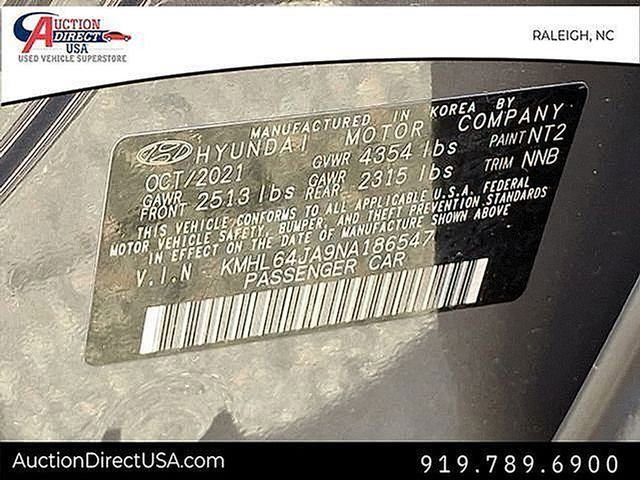 AUCTION
DIRECT
USA
USED VEHICLE SUPERSTORE
RALEIGH, NC
MANUFACTURED IN KOREA BY
HYUNDAI MOTOR COMPANY
OCT/2021 GVWR 4354 lbs PAINT NT2
GAWR FRONT 2513 lbs GAWR REAR 2315 lbs TRIM NNB
THIS VEHICLE CONFORMS TO ALL APPLICABLE U.S.A. FEDERAL
MOTOR VEHICLE SAFETY, BUMPER, AND THEFT PREVENTION STANDARDS
IN EFFECT ON THE DATE OF MANUFACTURE SHOWN ABOVE
V.I.N KMHL64JA9NA186547
PASSENGER CAR
AuctionDirectUSA.com
919.789.6900